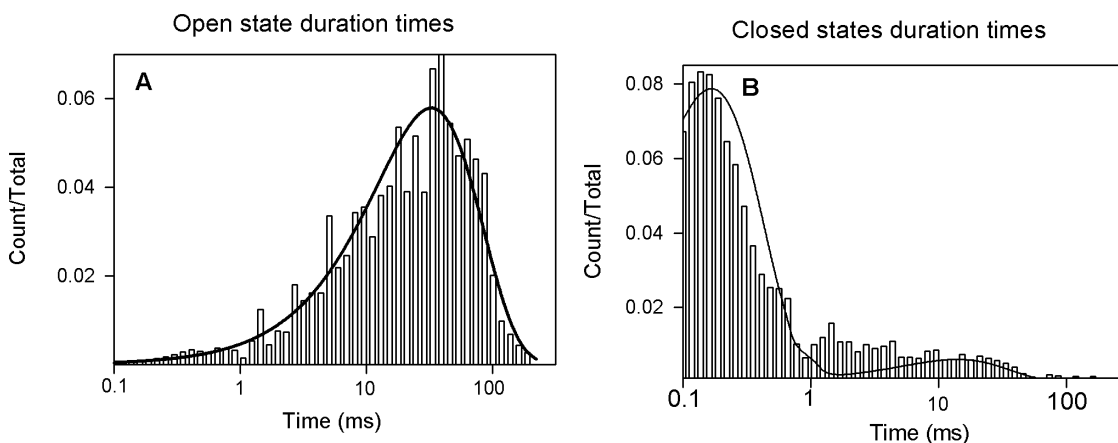 Open state duration times
A
0.06
0.04
0.02
Count/Total
0.1 1 10 100
Time (ms)
Closed states duration times
B
0.08
0.06
0.04
0.02
Count/Total
0.1 1 10 100
Time (ms)